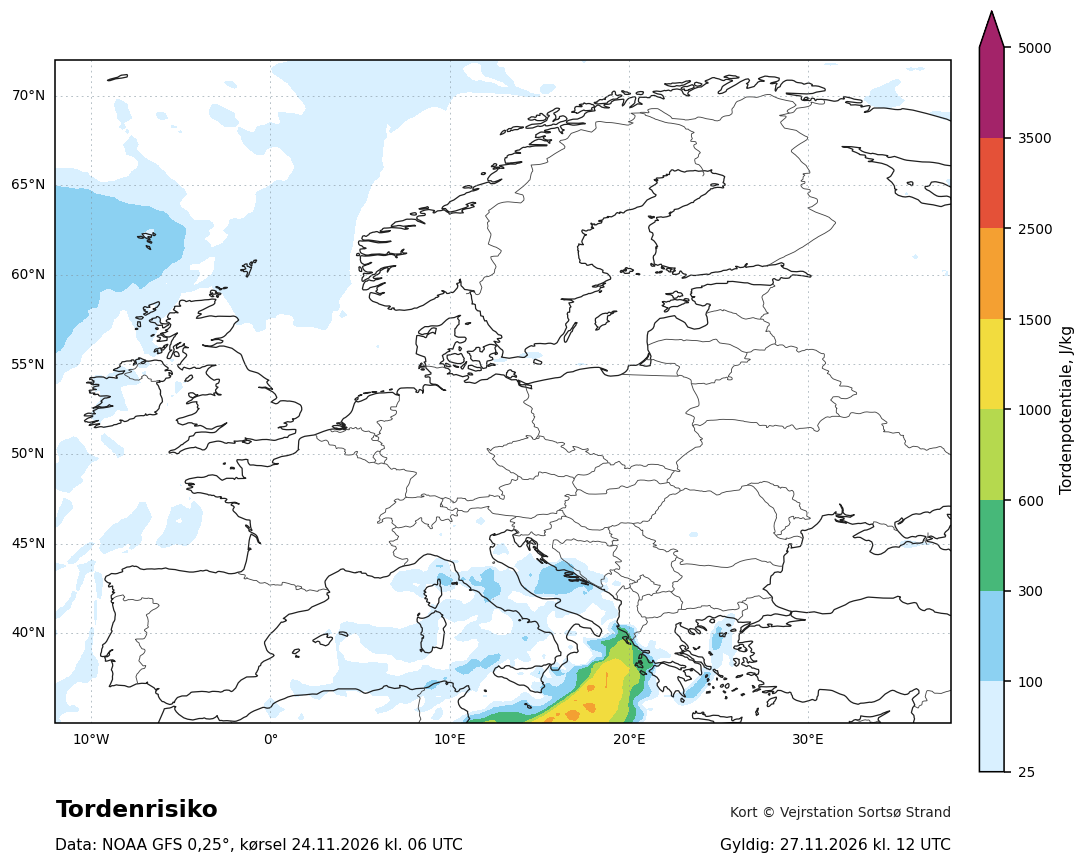 5000
3500
2500
1500
1000
600
300
100
25
Tordenpotentiale, J/kg
70°N
65°N
60°N
55°N
50°N
45°N
40°N
10°W
0°
10°E
20°E
30°E
Tordenrisiko
Kort © Vejrstation Sortsø Strand
Data: NOAA GFS 0,25°, kørsel 24.11.2026 kl. 06 UTC
Gyldig: 27.11.2026 kl. 12 UTC